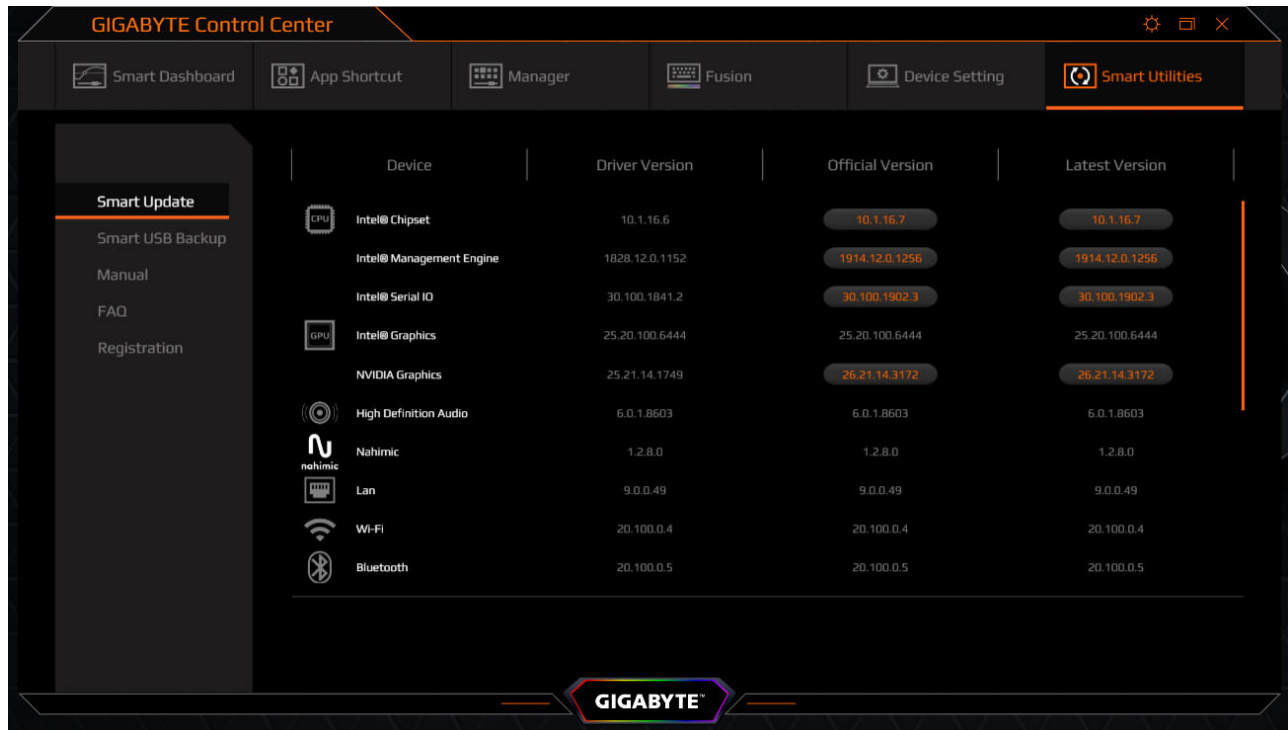 GIGABYTE Control Center
Smart Dashboard App Shortcut Manager Fusion Device Setting Smart Utilities
Device Driver Version Official Version Latest Version
Smart Update
Smart USB Backup
Manual
FAQ
Registration
CPU Intel® Chipset 10.1.16.6 10.1.16.7 10.1.16.7
Intel® Management Engine 1828.12.0.1152 1914.12.0.1256 1914.12.0.1256
Intel® Serial IO 30.100.1841.2 30.100.1902.3 30.100.1902.3
GPU Intel® Graphics 25.20.100.6444 25.20.100.6444 25.20.100.6444
NVIDIA Graphics 25.21.14.1749 26.21.14.3172 26.21.14.3172
High Definition Audio 6.0.1.8603 6.0.1.8603 6.0.1.8603
nahimic Nahimic 1.2.8.0 1.2.8.0 1.2.8.0
Lan 9.0.0.49 9.0.0.49 9.0.0.49
Wi-Fi 20.100.0.4 20.100.0.4 20.100.0.4
Bluetooth 20.100.0.5 20.100.0.5 20.100.0.5
GIGABYTE™